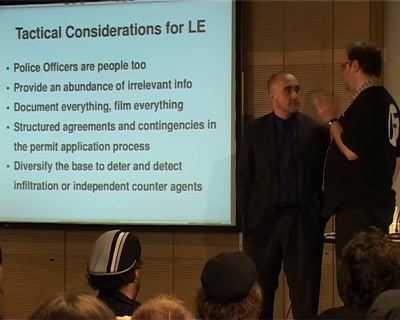 Tactical Considerations for LE
• Police Officers are people too
• Provide an abundance of irrelevant info
• Document everything, film everything
• Structured agreements and contingencies in
the permit application process
• Diversify the base to deter and detect
infiltration or independent counter agents